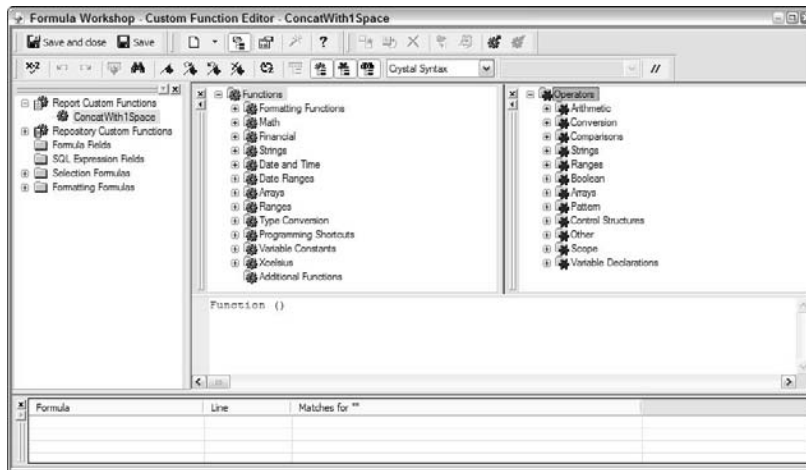 Formula Workshop - Custom Function Editor - ConcatWith1Space
Save and close Save
?
X+2
Crystal Syntax
//
Report Custom Functions
ConcatWith1Space
Repository Custom Functions
Formula Fields
SQL Expression Fields
Selection Formulas
Formatting Formulas
Functions
Formatting Functions
Math
Financial
Strings
Date and Time
Date Ranges
Arrays
Ranges
Type Conversion
Programming Shortcuts
Variable Constants
Xcelsius
Additional Functions
Operators
Arithmetic
Conversion
Comparisons
Strings
Ranges
Boolean
Arrays
Pattern
Control Structures
Other
Scope
Variable Declarations
Function ()
Formula Line Matches for ""